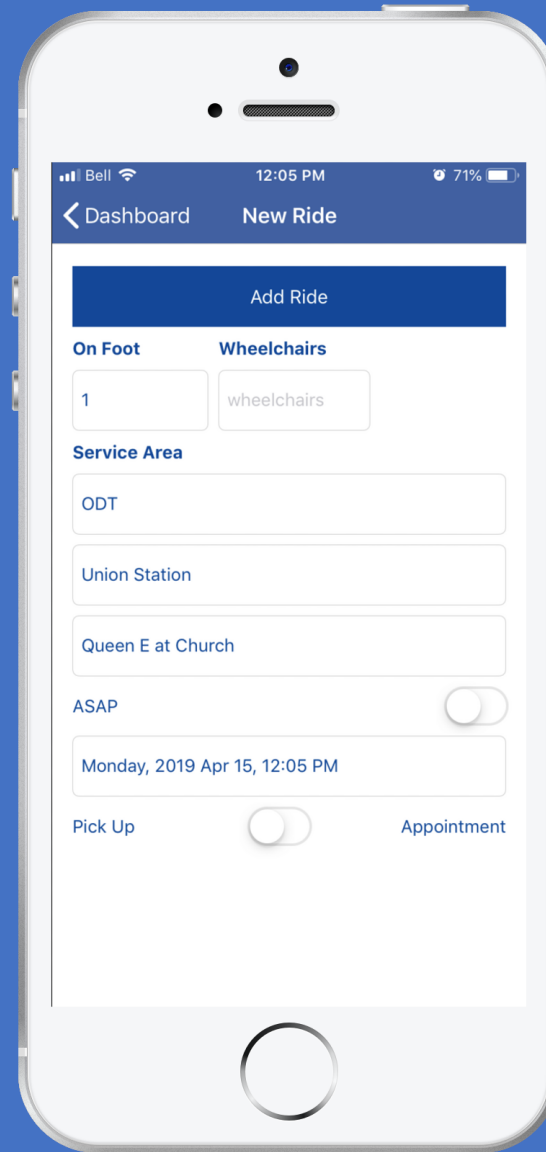 Bell 12:05 PM 71%
Dashboard New Ride
Add Ride
On Foot Wheelchairs
1 wheelchairs
Service Area
ODT
Union Station
Queen E at Church
ASAP
Monday, 2019 Apr 15, 12:05 PM
Pick Up Appointment